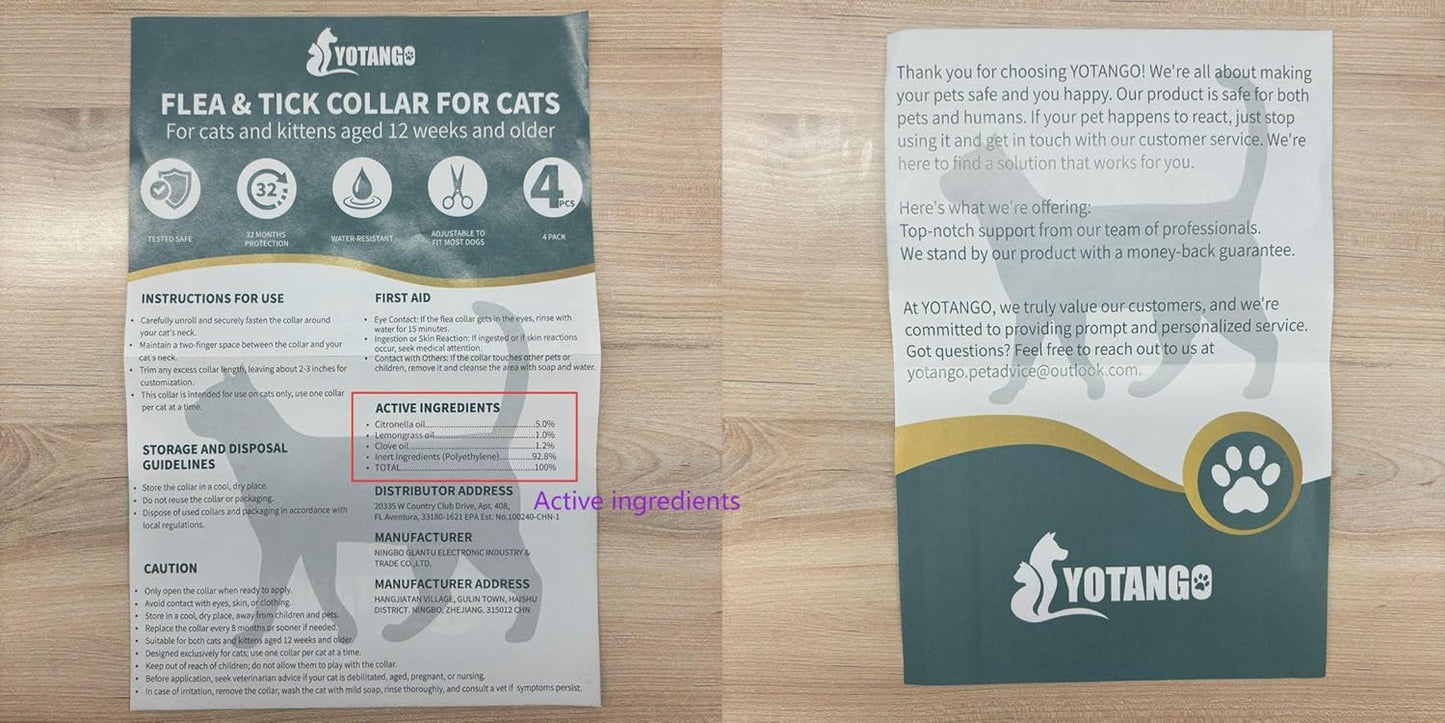 YOTANGO
FLEA & TICK COLLAR FOR CATS
For cats and kittens aged 12 weeks and older
32
4
PCS
TESTED SAFE
32 MONTHS
PROTECTION
WATER-RESISTANT
ADJUSTABLE TO
FIT MOST DOGS
4 PACK
INSTRUCTIONS FOR USE
• Carefully unroll and securely fasten the collar around
your cat's neck.
• Maintain a two-finger space between the collar and your
cat's neck.
• Trim any excess collar length, leaving about 2-3 inches for
customization.
• This collar is intended for use on cats only, use one collar
per cat at a time.
STORAGE AND DISPOSAL
GUIDELINES
• Store the collar in a cool, dry place.
• Do not reuse the collar or packaging.
• Dispose of used collars and packaging in accordance with
local regulations.
CAUTION
• Only open the collar when ready to apply.
• Avoid contact with eyes, skin, or clothing.
• Store in a cool, dry place, away from children and pets.
• Replace the collar every 8 months or sooner if needed.
• Suitable for both cats and kittens aged 12 weeks and older.
• Designed exclusively for cats; use one collar per cat at a time.
• Keep out of reach of children; do not allow them to play with the collar.
• Before application, seek veterinary advice if your cat is debilitated, aged, pregnant, or nursing.
• In case of irritation, remove the collar, wash the cat with mild soap, rinse thoroughly, and consult a vet if symptoms persist.
FIRST AID
• Eye Contact: If the flea collar gets in the eyes, rinse with
water for 15 minutes.
• Ingestion or Skin Reaction: If ingested or if skin reactions
occur, seek medical attention.
• Contact with Others: If the collar touches other pets or
children, remove it and cleanse the area with soap and water.
ACTIVE INGREDIENTS
• Citronella oil.....5.0%
• Lemongrass oil.....1.0%
• Clove oil.....1.2%
• Inert Ingredients (Polyethylene).....92.8%
• TOTAL.....100%
Active ingredients
DISTRIBUTOR ADDRESS
20335 W Country Club Drive, Apt. 408,
FL Aventura, 33180-1621 EPA Est. No.100240-CHN-1
MANUFACTURER
NINGBO GLANTU ELECTRONIC INDUSTRY &
TRADE CO.,LTD.
MANUFACTURER ADDRESS
HANGJIATAN VILLAGE, GULIN TOWN, HAISHU
DISTRICT. NINGBO, ZHEJIANG. 315012 CHN
Thank you for choosing YOTANGO! We're all about making
your pets safe and you happy. Our product is safe for both
pets and humans. If your pet happens to react, just stop
using it and get in touch with our customer service. We're
here to find a solution that works for you.
Here's what we're offering:
Top-notch support from our team of professionals.
We stand by our product with a money-back guarantee.
At YOTANGO, we truly value our customers, and we're
committed to providing prompt and personalized service.
Got questions? Feel free to reach out to us at
yotango.petadvice@outlook.com.
YOTANGO